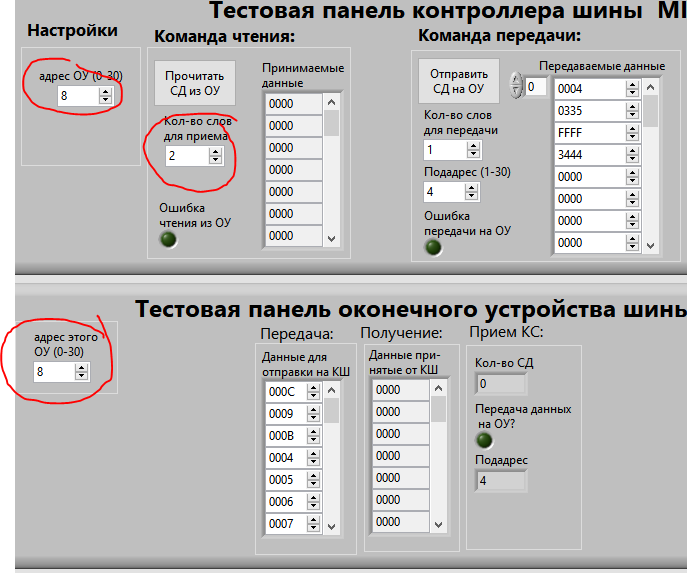 Тестовая панель контроллера шины MI
Настройки
адрес ОУ (0-30)
8
Команда чтения:
Прочитать
СД из ОУ
Кол-во слов
для приема
2
Ошибка
чтения из ОУ
Принимаемые
данные
0000
0000
0000
0000
0000
0000
0000
Команда передачи:
Отправить
СД на ОУ
Кол-во слов
для передачи
1
Подадрес (1-30)
4
Ошибка
передачи на ОУ
0
Передаваемые данные
0004
0335
FFFF
3444
0000
0000
0000
0000
Тестовая панель оконечного устройства шины
адрес этого
ОУ (0-30)
8
Передача:
Данные для
отправки на КШ
000C
0009
000B
0004
0005
0006
0007
Получение:
Данные при-
нятые от КШ
0000
0000
0000
0000
0000
0000
0000
Прием КС:
Кол-во СД
0
Передача данных
на ОУ?
Подадрес
4